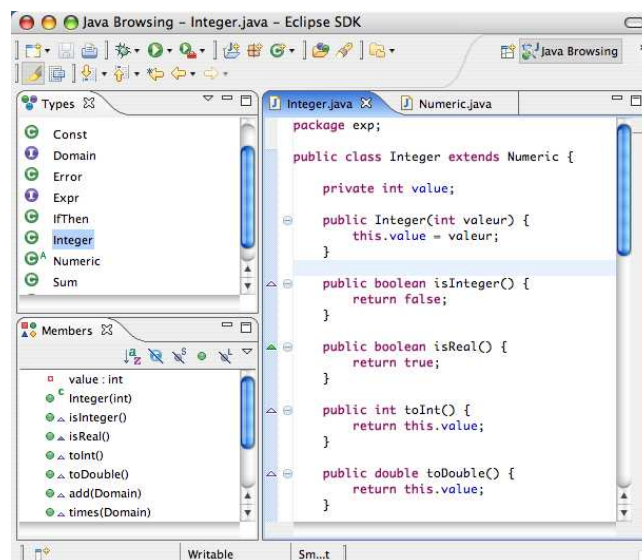 Java Browsing - Integer.java - Eclipse SDK
Java Browsing
Types
Const
Domain
Error
Expr
IfThen
Integer
Numeric
Sum
Members
value : int
Integer(int)
isInteger()
isReal()
toInt()
toDouble()
add(Domain)
times(Domain)
Integer.java
Numeric.java
package exp;
public class Integer extends Numeric {
private int value;
public Integer(int valeur) {
this.value = valeur;
}
public boolean isInteger() {
return false;
}
public boolean isReal() {
return true;
}
public int toInt() {
return this.value;
}
public double toDouble() {
return this.value;
}
Writable
Sm...t